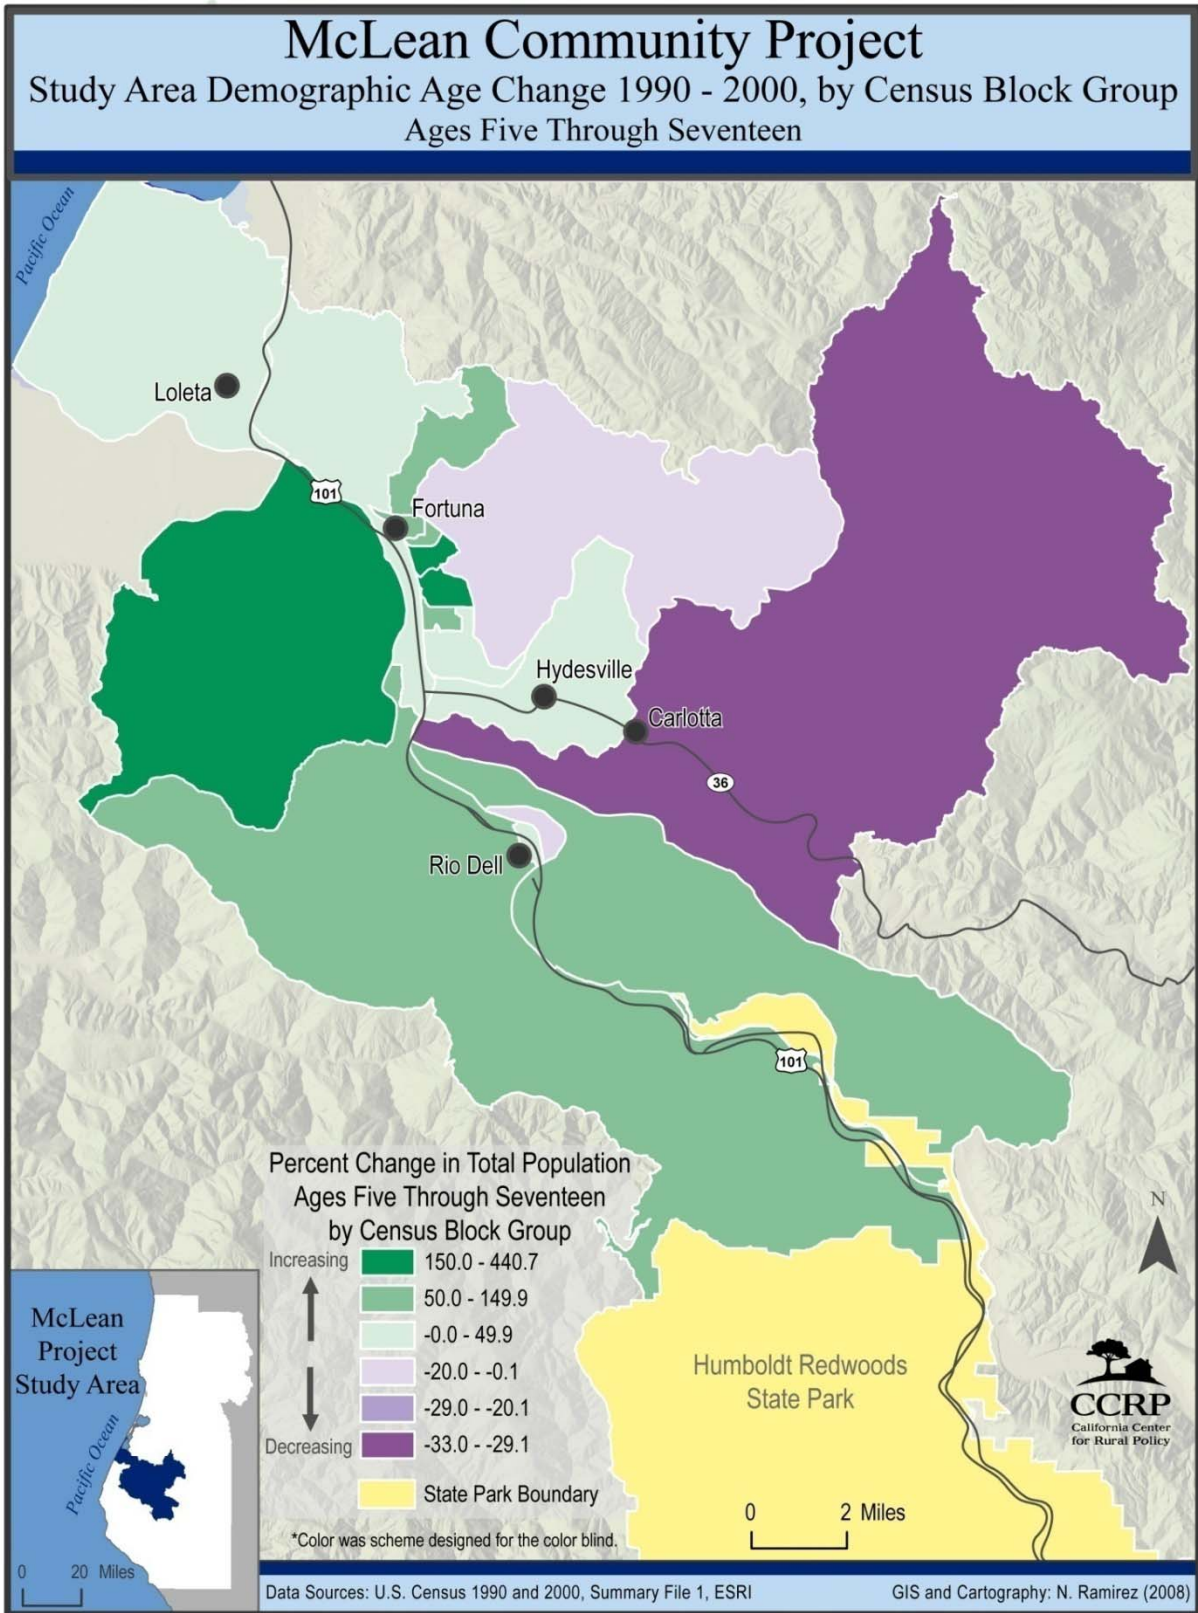 McLean Community Project
Study Area Demographic Age Change 1990 - 2000, by Census Block Group
Ages Five Through Seventeen
Pacific Ocean
Loleta
101
Fortuna
Hydesville
Carlotta
36
Rio Dell
101
Percent Change in Total Population
Ages Five Through Seventeen
by Census Block Group
Increasing
150.0 - 440.7
50.0 - 149.9
-0.0 - 49.9
-20.0 - -0.1
-29.0 - -20.1
Decreasing
-33.0 - -29.1
State Park Boundary
*Color was scheme designed for the color blind.
Humboldt Redwoods
State Park
N
CCRP
California Center
for Rural Policy
0 2 Miles
McLean
Project
Study Area
Pacific Ocean
0 20 Miles
Data Sources: U.S. Census 1990 and 2000, Summary File 1, ESRI
GIS and Cartography: N. Ramirez (2008)